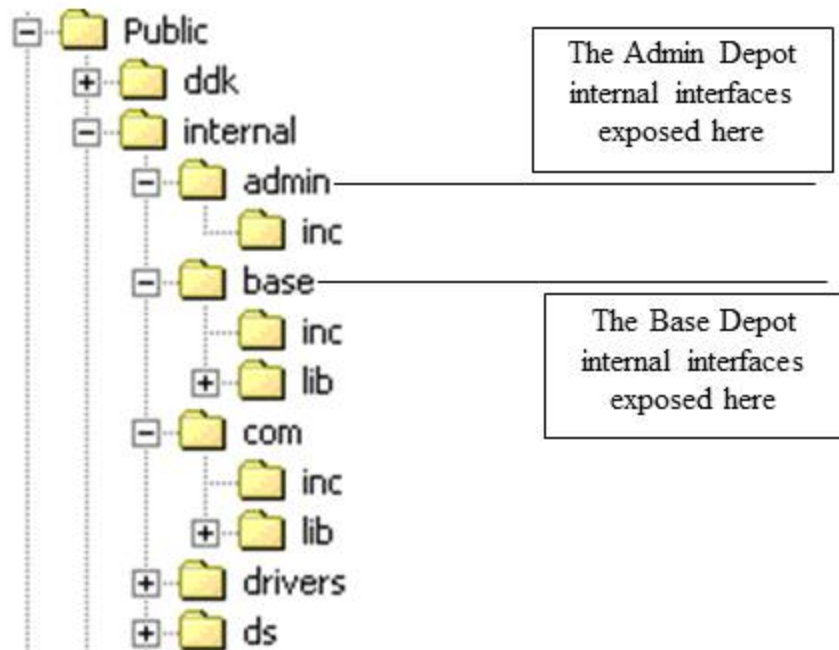 Public
ddk
internal
admin
inc
base
inc
lib
com
inc
lib
drivers
ds
The Admin Depot
internal interfaces
exposed here
The Base Depot
internal interfaces
exposed here